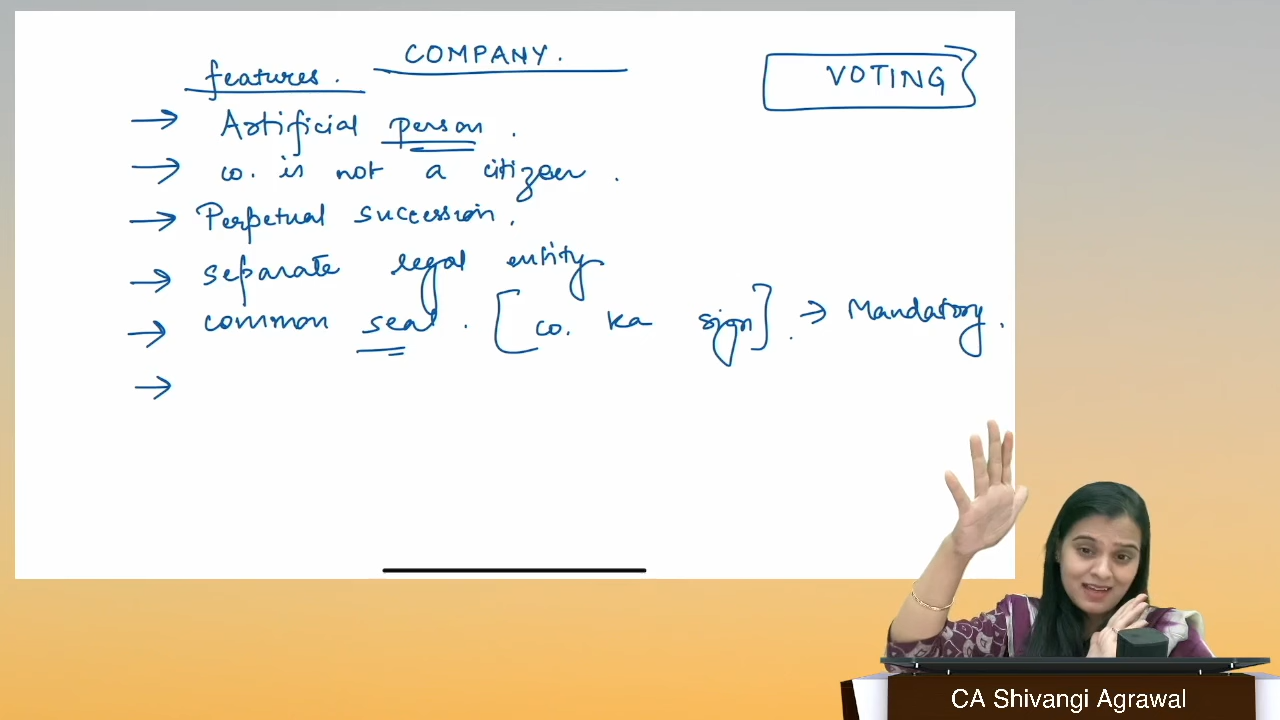 COMPANY.
features.
VOTING
→ Artificial person.
→ co. is not a citizen.
→ Perpetual succession.
→ separate legal entity
→ common seal. [co. ka sign]. → Mandatory.
→
CA Shivangi Agrawal